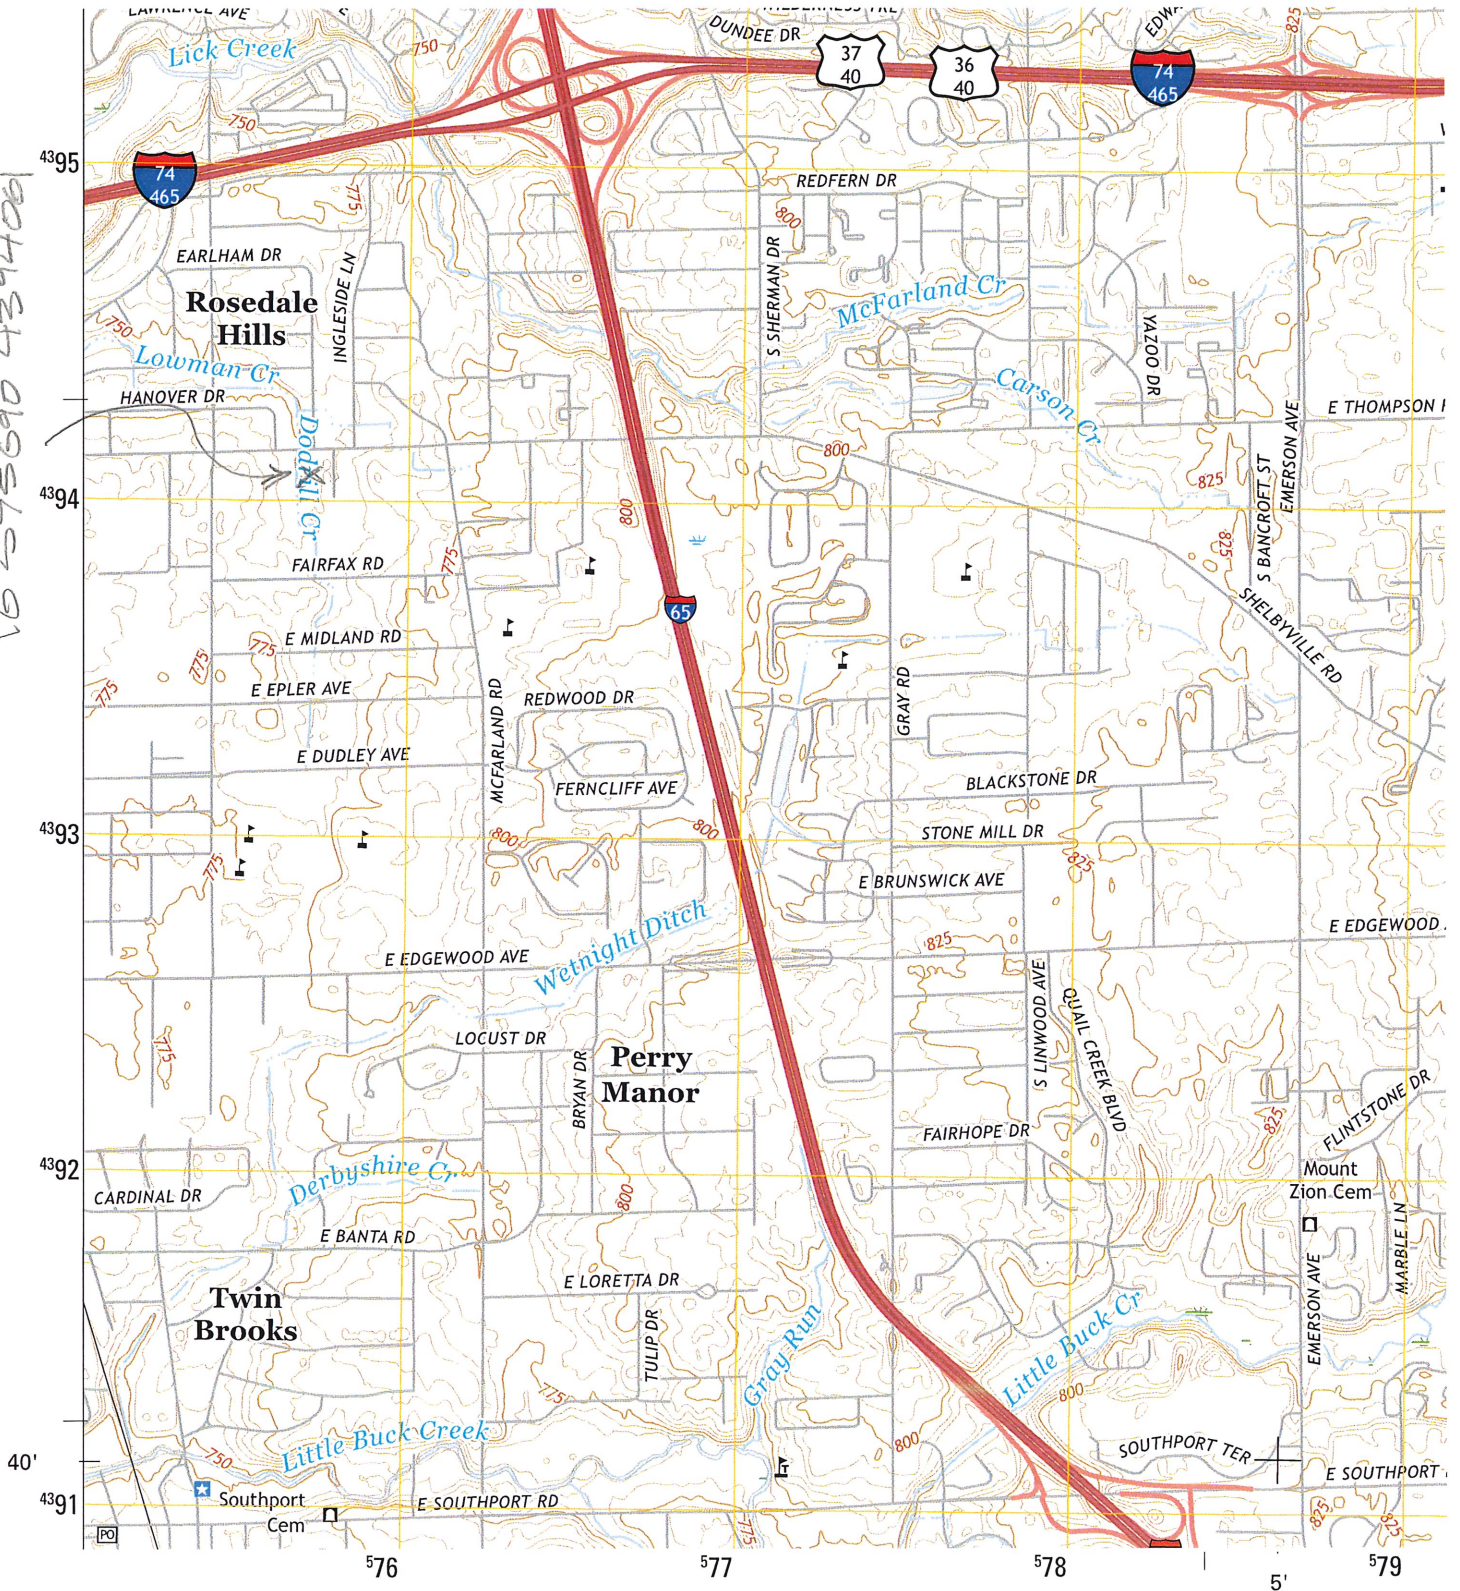 LAWRENCE AVE
DUNDEE DR
Lick Creek
750
825
37
40
36
40
74
465
750
4395
74
465
775
REDFERN DR
800
EARLHAM DR
S SHERMAN DR
Rosedale
Hills
INGLESIDE LN
McFarland Cr
750
Lowman Cr
YAZOO DR
HANOVER DR
Carson Cr
E THOMPSON
Dodrill Cr
EMERSON AVE
800
825
4394
800
S BANCROFT ST
825
FAIRFAX RD
775
65
SHELBYVILLE RD
E MIDLAND RD
775
775
775
E EPLER AVE
REDWOOD DR
GRAY RD
MCFARLAND RD
E DUDLEY AVE
FERNCLIFF AVE
BLACKSTONE DR
4393
800
800
STONE MILL DR
775
825
E BRUNSWICK AVE
Wetnight Ditch
825
E EDGEWOOD
E EDGEWOOD AVE
S LINWOOD AVE
QUAIL CREEK BLVD
LOCUST DR
775
BRYAN DR
Perry
Manor
FLINTSTONE DR
825
FAIRHOPE DR
4392
Derbyshire Cr
Mount
Zion Cem
CARDINAL DR
800
MARBLE LN
E BANTA RD
E LORETTA DR
EMERSON AVE
Twin
Brooks
TULIP DR
Gray Run
Little Buck Cr
775
800
Little Buck Creek
800
750
SOUTHPORT TER
40'
E SOUTHPORT
4391
Southport
Cem
E SOUTHPORT RD
775
825
825
PO
576
577
578
5'
579